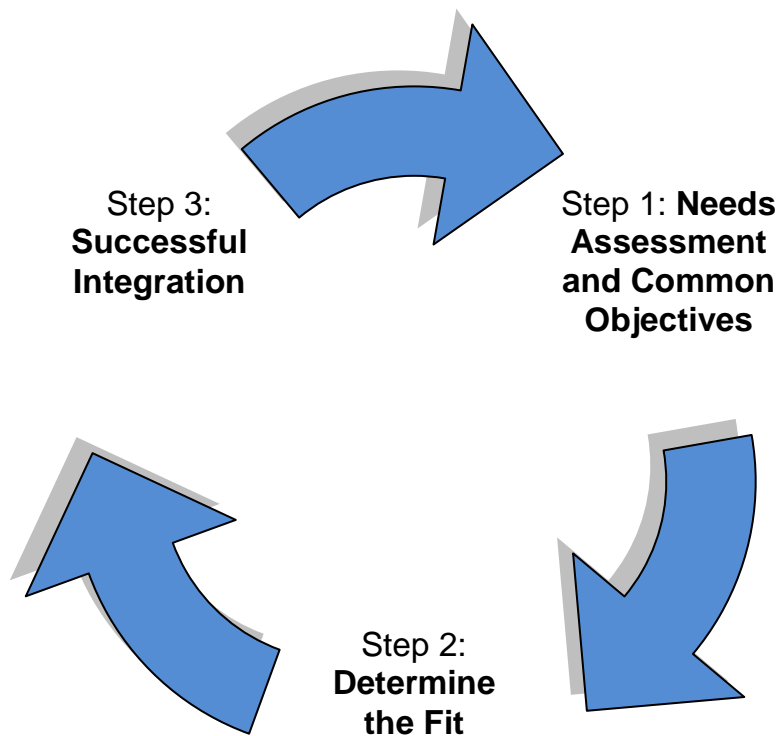 Step 3:
Successful
Integration
Step 1: Needs
Assessment
and Common
Objectives
Step 2:
Determine
the Fit